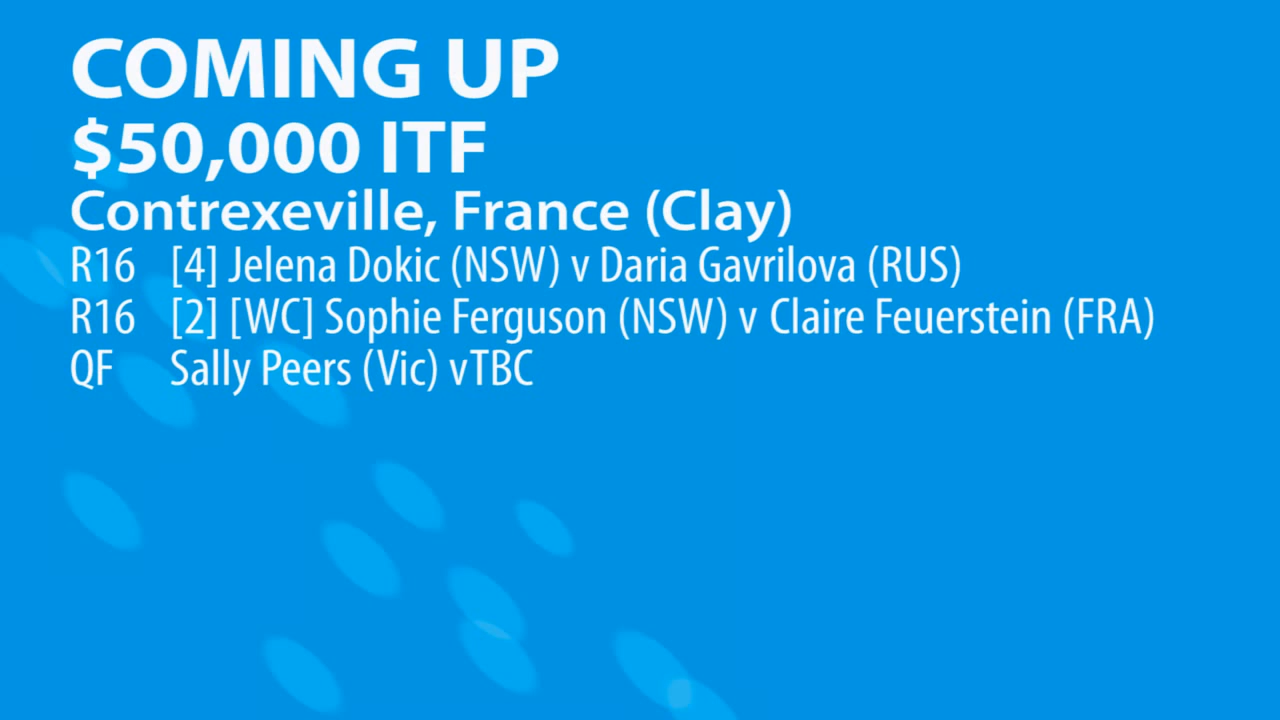 COMING UP
$50,000 ITF
Contrexeville, France (Clay)
R16 [4] Jelena Dokic (NSW) v Daria Gavrilova (RUS)
R16 [2] [WC] Sophie Ferguson (NSW) v Claire Feuerstein (FRA)
QF Sally Peers (Vic) vTBC